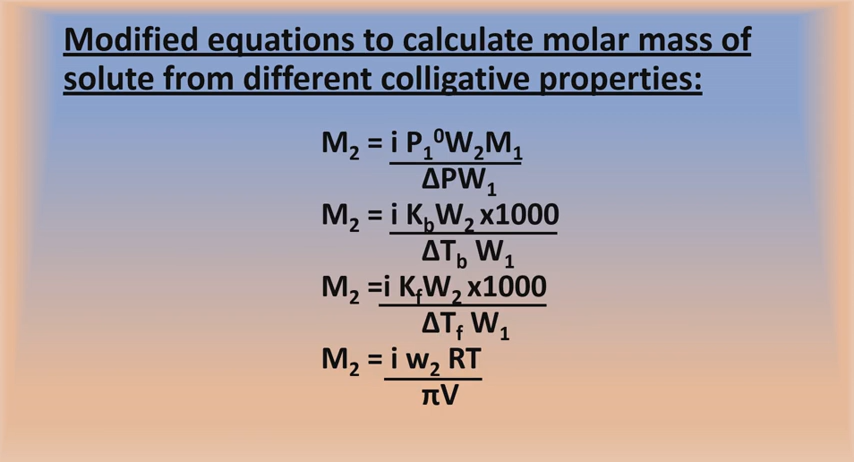 Modified equations to calculate molar mass of
solute from different colligative properties:
M₂ = i P₁⁰W₂M₁
ΔPW₁
M₂ = i K_bW₂ x1000
ΔT_b W₁
M₂ =i K_fW₂ x1000
ΔT_f W₁
M₂ = i w₂ RT
πV